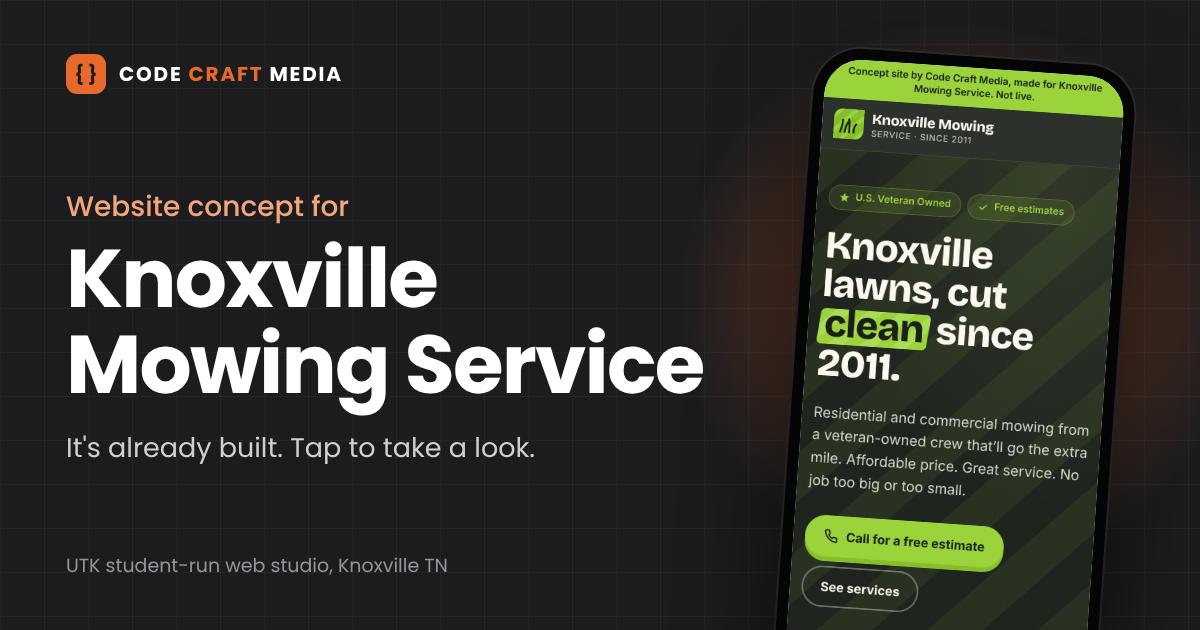 { } CODE CRAFT MEDIA
Website concept for
Knoxville
Mowing Service
It's already built. Tap to take a look.
UTK student-run web studio, Knoxville TN
Concept site by Code Craft Media, made for Knoxville
Mowing Service. Not live.
Knoxville Mowing
SERVICE · SINCE 2011
U.S. Veteran Owned
Free estimates
Knoxville
lawns, cut
clean since
2011.
Residential and commercial mowing from
a veteran-owned crew that'll go the extra
mile. Affordable price. Great service. No
job too big or too small.
Call for a free estimate
See services